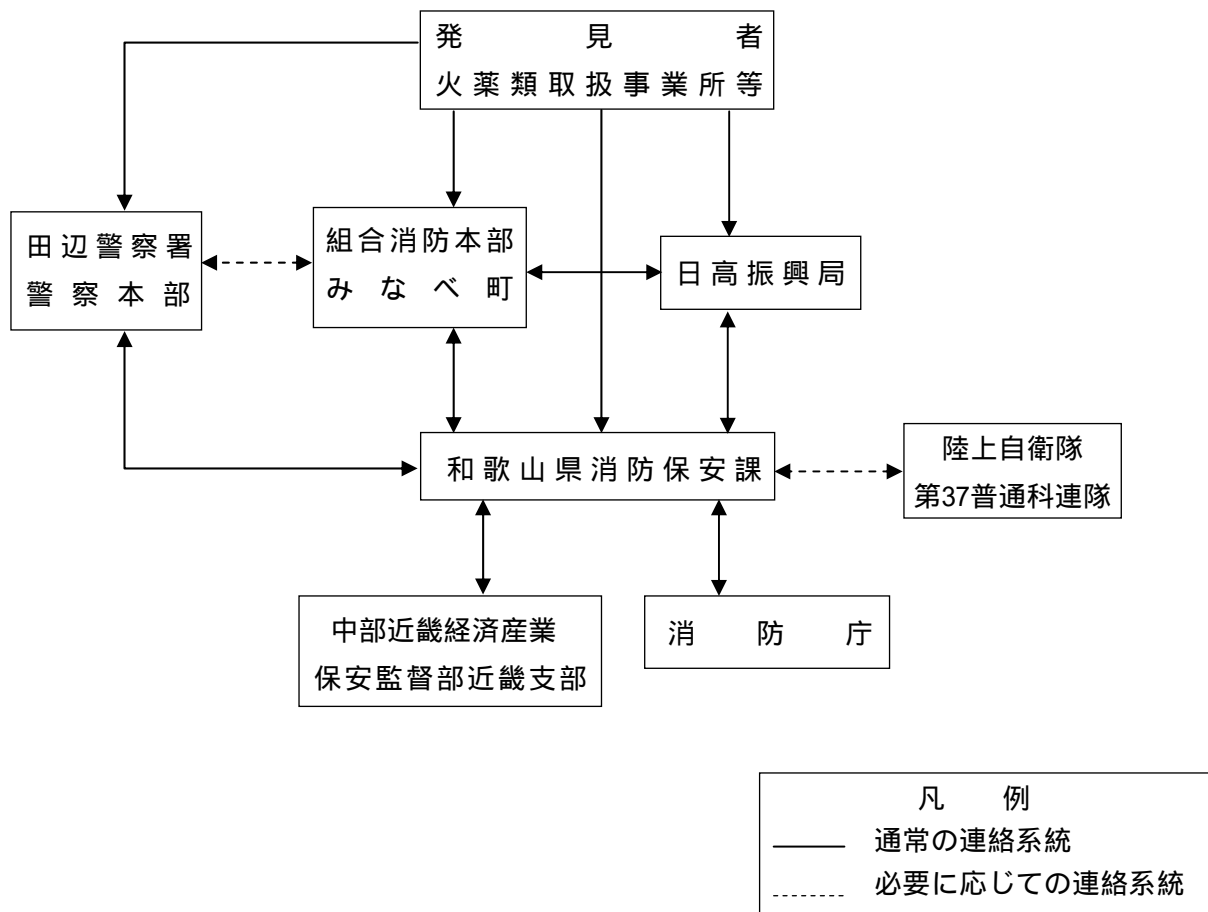 発見者
火薬類取扱事業所等
田辺警察署
警察本部
組合消防本部
みなべ町
日高振興局
和歌山県消防保安課
陸上自衛隊
第37普通科連隊
中部近畿経済産業
保安監督部近畿支部
消防庁
凡例
通常の連絡系統
必要に応じての連絡系統